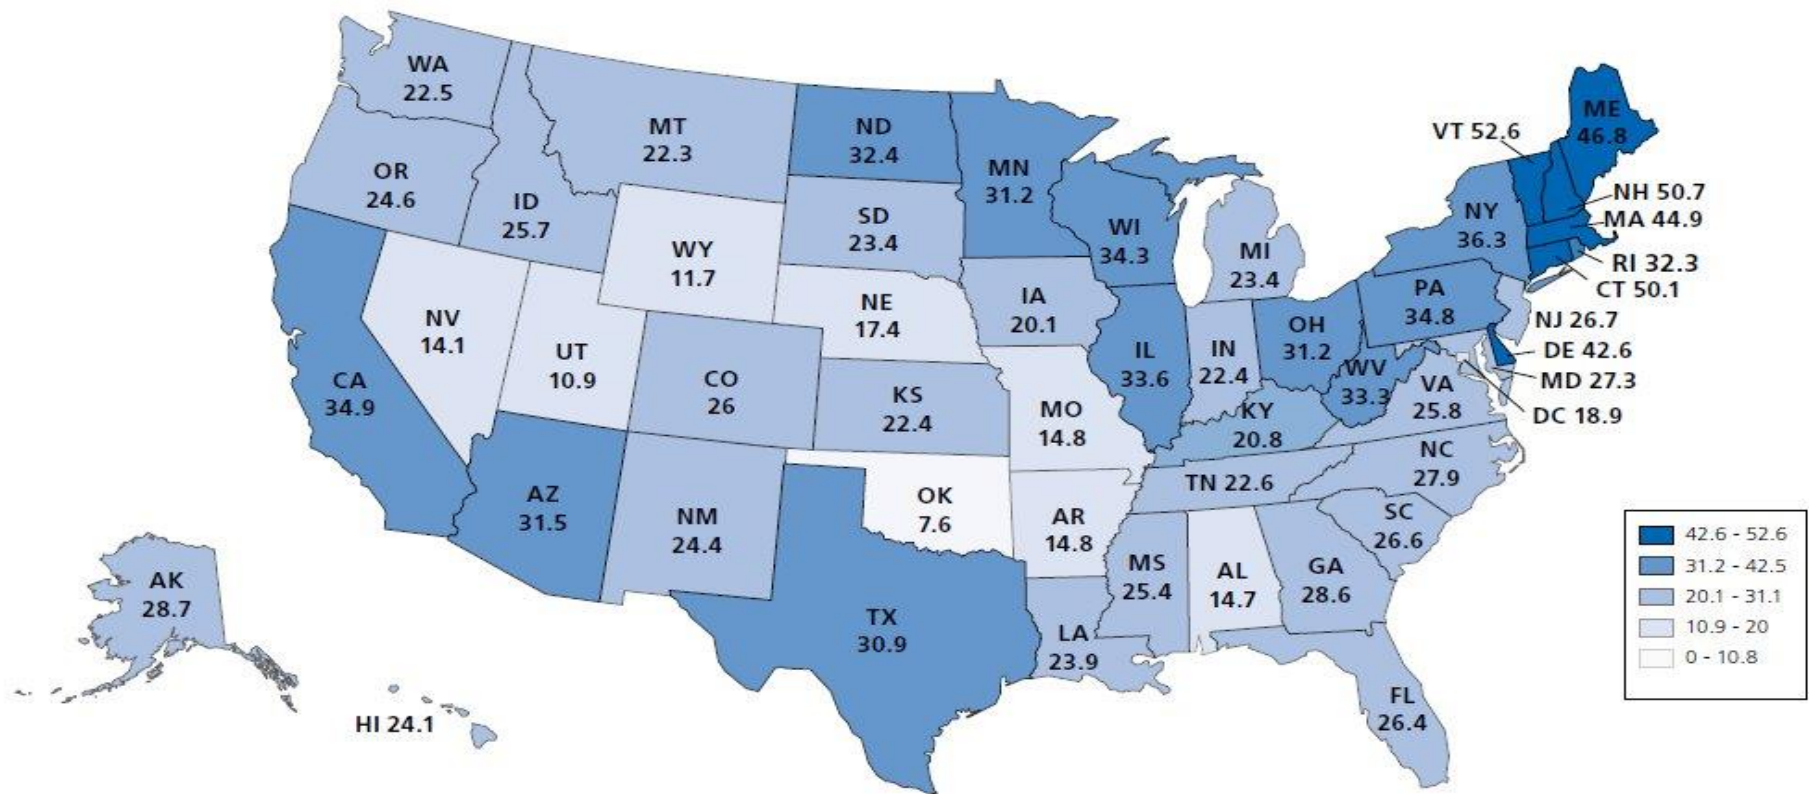 WA
22.5
OR
24.6
CA
34.9
ID
25.7
NV
14.1
MT
22.3
WY
11.7
UT
10.9
AZ
31.5
CO
26
NM
24.4
ND
32.4
SD
23.4
NE
17.4
KS
22.4
OK
7.6
TX
30.9
MN
31.2
IA
20.1
MO
14.8
AR
14.8
LA
23.9
WI
34.3
IL
33.6
MI
23.4
IN
22.4
OH
31.2
KY
20.8
TN 22.6
MS
25.4
AL
14.7
GA
28.6
FL
26.4
SC
26.6
NC
27.9
VA
25.8
WV
33.3
PA
34.8
NY
36.3
VT 52.6
ME
46.8
NH 50.7
MA 44.9
RI 32.3
CT 50.1
NJ 26.7
DE 42.6
MD 27.3
DC 18.9
AK
28.7
HI 24.1
42.6 - 52.6
31.2 - 42.5
20.1 - 31.1
10.9 - 20
0 - 10.8